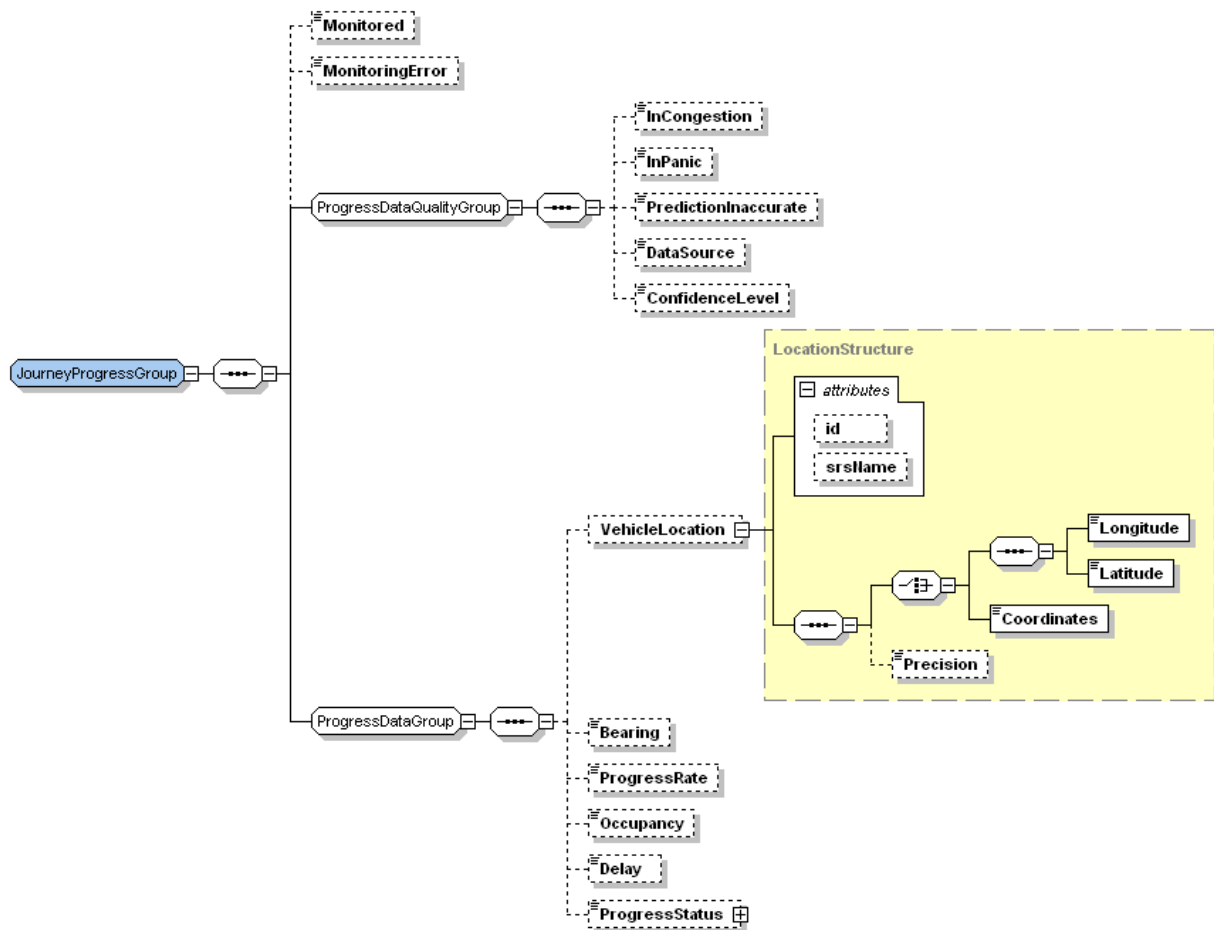 Monitored
MonitoringError
InCongestion
InPanic
ProgressDataQualityGroup
PredictionInaccurate
DataSource
ConfidenceLevel
JourneyProgressGroup
LocationStructure
attributes
id
srsName
VehicleLocation
Longitude
Latitude
Coordinates
Precision
ProgressDataGroup
Bearing
ProgressRate
Occupancy
Delay
ProgressStatus